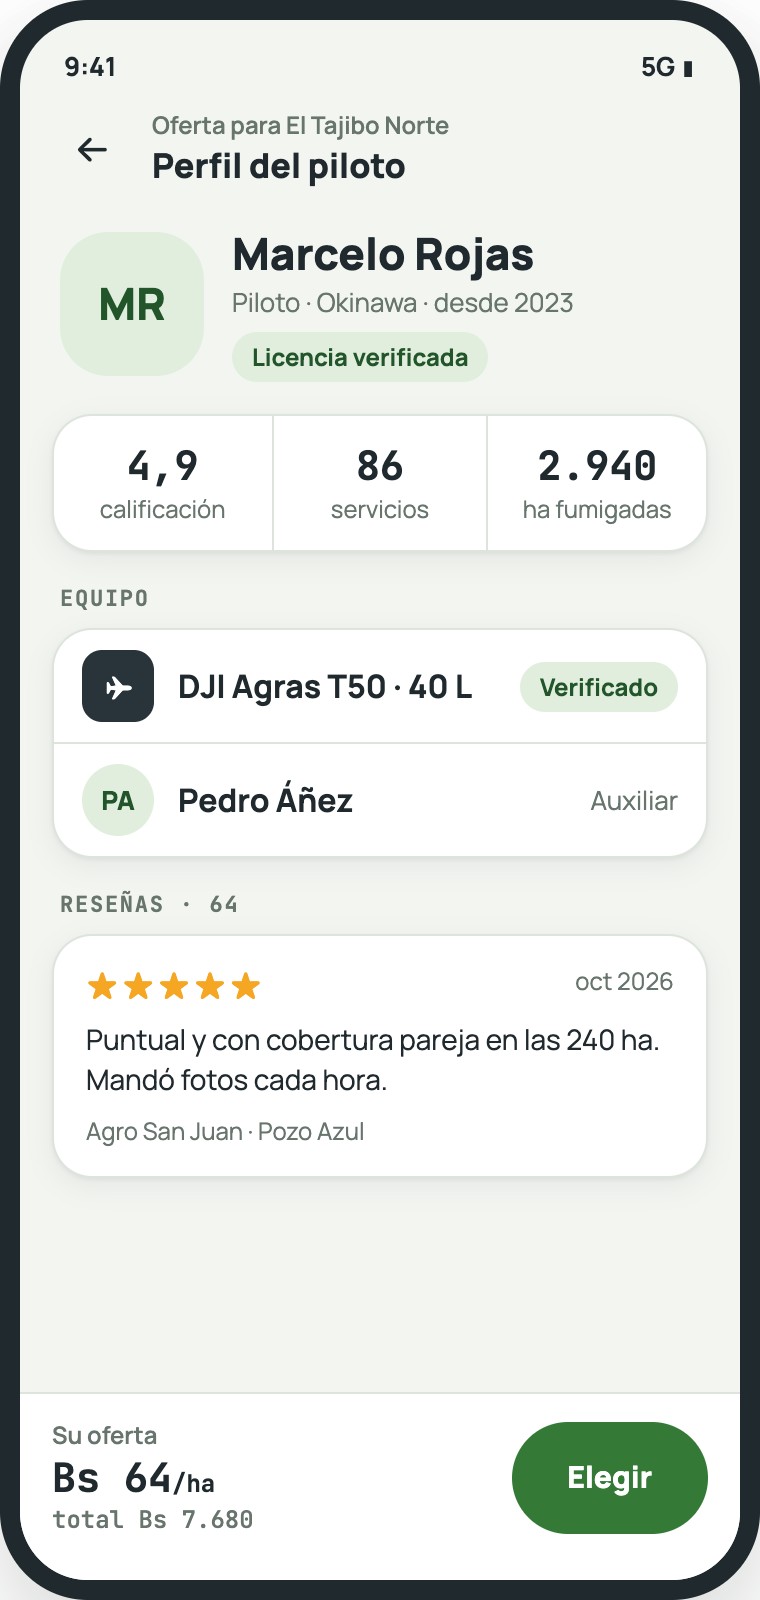 9:41
5G
Oferta para El Tajibo Norte
Perfil del piloto
MR
Marcelo Rojas
Piloto · Okinawa · desde 2023
Licencia verificada
4,9
86
2.940
calificación
servicios
ha fumigadas
EQUIPO
DJI Agras T50 · 40 L
Verificado
PA
Pedro Áñez
Auxiliar
RESEÑAS · 64
oct 2026
Puntual y con cobertura pareja en las 240 ha.
Mandó fotos cada hora.
Agro San Juan · Pozo Azul
Su oferta
Bs 64/ha
total Bs 7.680
Elegir